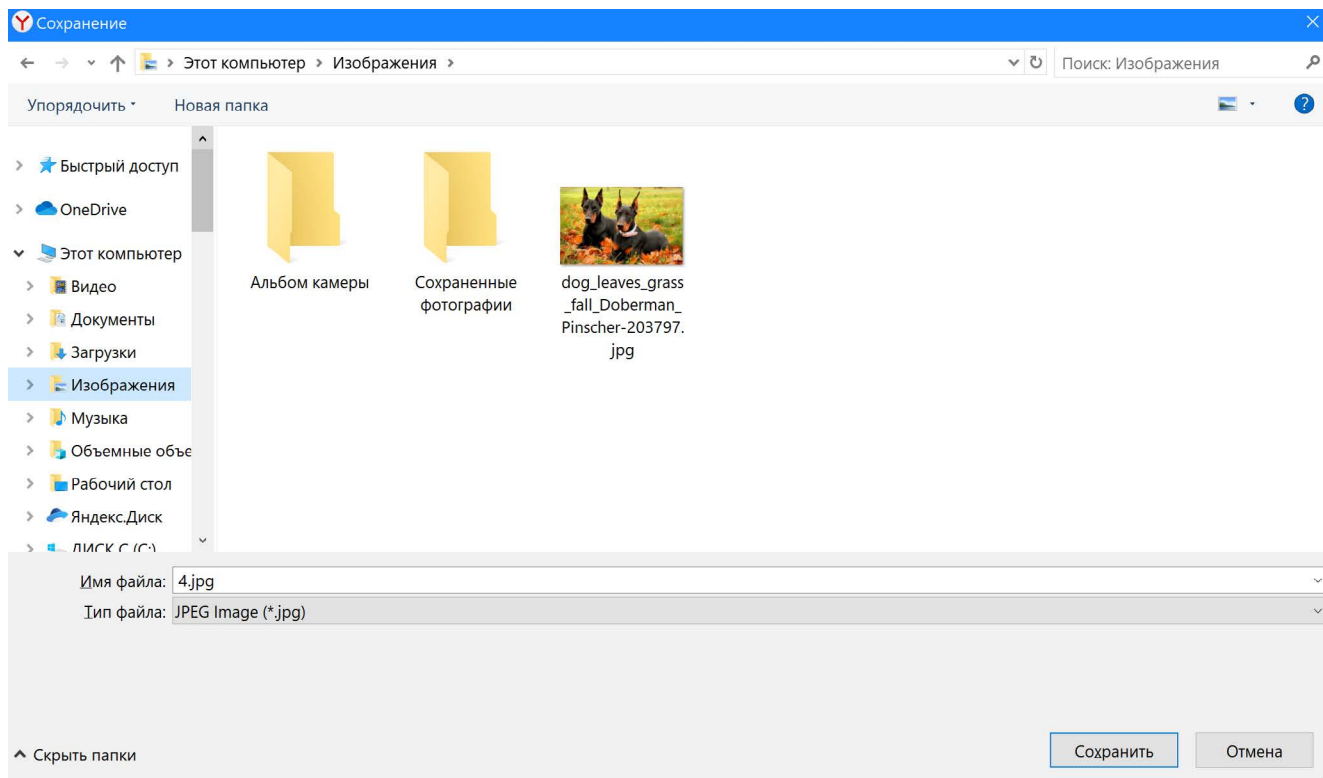 Сохранение
Этот компьютер > Изображения >
Поиск: Изображения
Упорядочить
Новая папка
Быстрый доступ
OneDrive
Этот компьютер
Видео
Документы
Загрузки
Изображения
Музыка
Объемные объе
Рабочий стол
Яндекс.Диск
ДИСК C (C:)
Альбом камеры
Сохраненные
фотографии
dog_leaves_grass
_fall_Doberman_
Pinscher-203797.
jpg
Имя файла: 4.jpg
Тип файла: JPEG Image (*.jpg)
Скрыть папки
Сохранить
Отмена